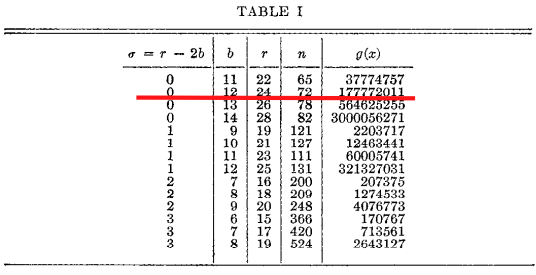 TABLE I
σ = r − 2b b r n g(x)
0 11 22 65 37774757
0 12 24 72 177772011
0 13 26 78 564625255
0 14 28 82 3000056271
1 9 19 121 2203717
1 10 21 127 12463441
1 11 23 111 60005741
1 12 25 131 321327031
2 7 16 200 207375
2 8 18 209 1274533
2 9 20 248 4076773
3 6 15 366 170767
3 7 17 420 713561
3 8 19 524 2643127